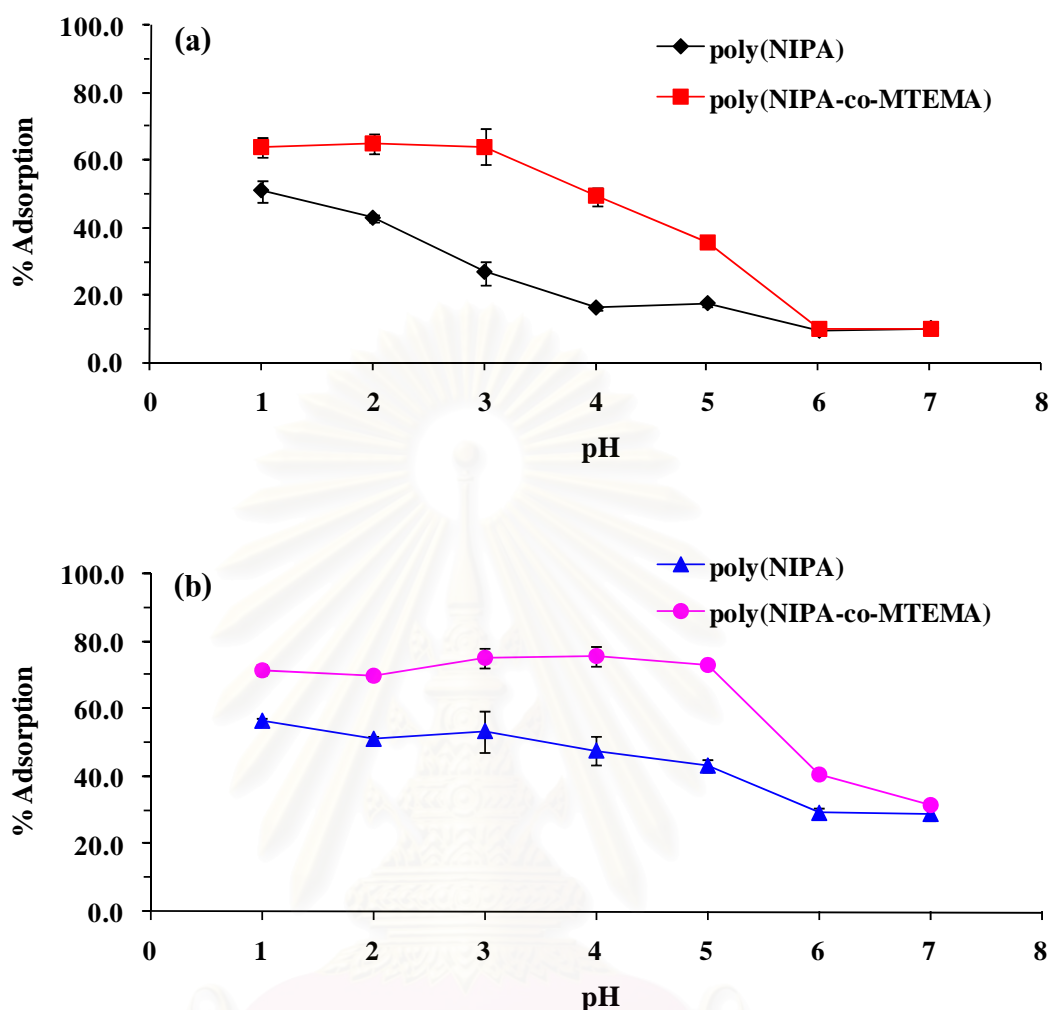 (a)
poly(NIPA)
poly(NIPA-co-MTEMA)
% Adsorption
100.0
80.0
60.0
40.0
20.0
0.0
0 1 2 3 4 5 6 7 8
pH
(b)
poly(NIPA)
poly(NIPA-co-MTEMA)
% Adsorption
100.0
80.0
60.0
40.0
20.0
0.0
0 1 2 3 4 5 6 7 8
pH